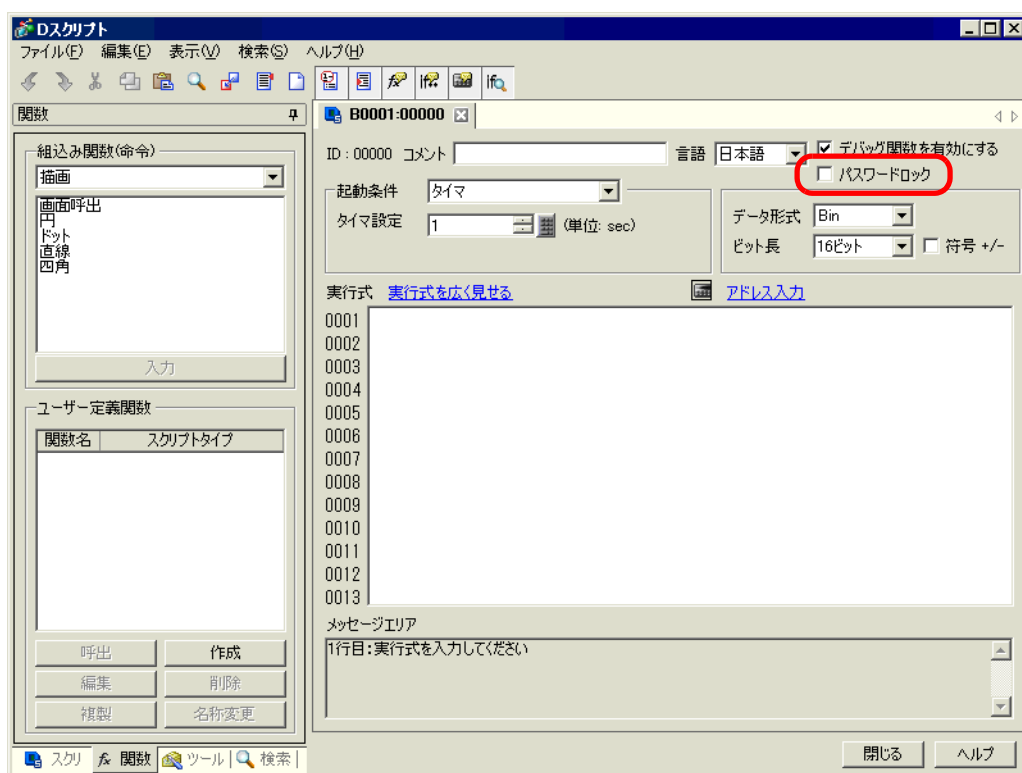 Dスクリプト
ファイル(F) 編集(E) 表示(V) 検索(S) ヘルプ(H)
関数
組込み関数(命令)
描画
画面呼出
円
ドット
直線
四角
入力
ユーザー定義関数
関数名 スクリプトタイプ
呼出 作成
編集 削除
複製 名称変更
スクリ fx 関数 ツール 検索
B0001:00000
ID : 00000 コメント 言語 日本語 デバッグ関数を有効にする
パスワードロック
起動条件 タイマ
タイマ設定 1 (単位: sec)
データ形式 Bin
ビット長 16ビット 符号 +/-
実行式 実行式を広く見せる アドレス入力
0001
0002
0003
0004
0005
0006
0007
0008
0009
0010
0011
0012
0013
メッセージエリア
1行目:実行式を入力してください
閉じる ヘルプ